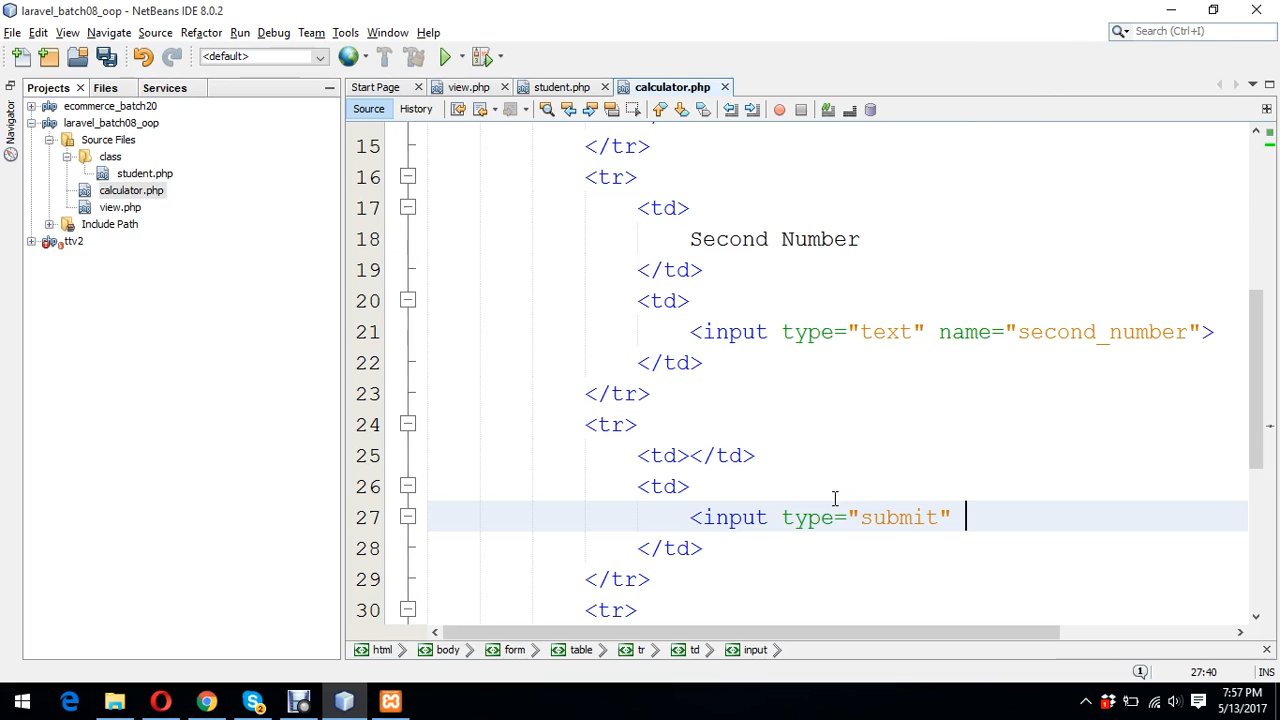 laravel_batch08_oop - NetBeans IDE 8.0.2
File Edit View Navigate Source Refactor Run Debug Team Tools Window Help
Search (Ctrl+I)
<default>
Projects Files Services
Start Page view.php student.php calculator.php
Navigator
Source History
ecommerce_batch20
laravel_batch08_oop
Source Files
class
student.php
calculator.php
view.php
Include Path
ttv2
15 </tr>
16 <tr>
17 <td>
18 Second Number
19 </td>
20 <td>
21 <input type="text" name="second_number">
22 </td>
23 </tr>
24 <tr>
25 <td></td>
26 <td>
27 <input type="submit"
28 </td>
29 </tr>
30 <tr>
html body form table tr td input
27:40 INS
7:57 PM
5/13/2017